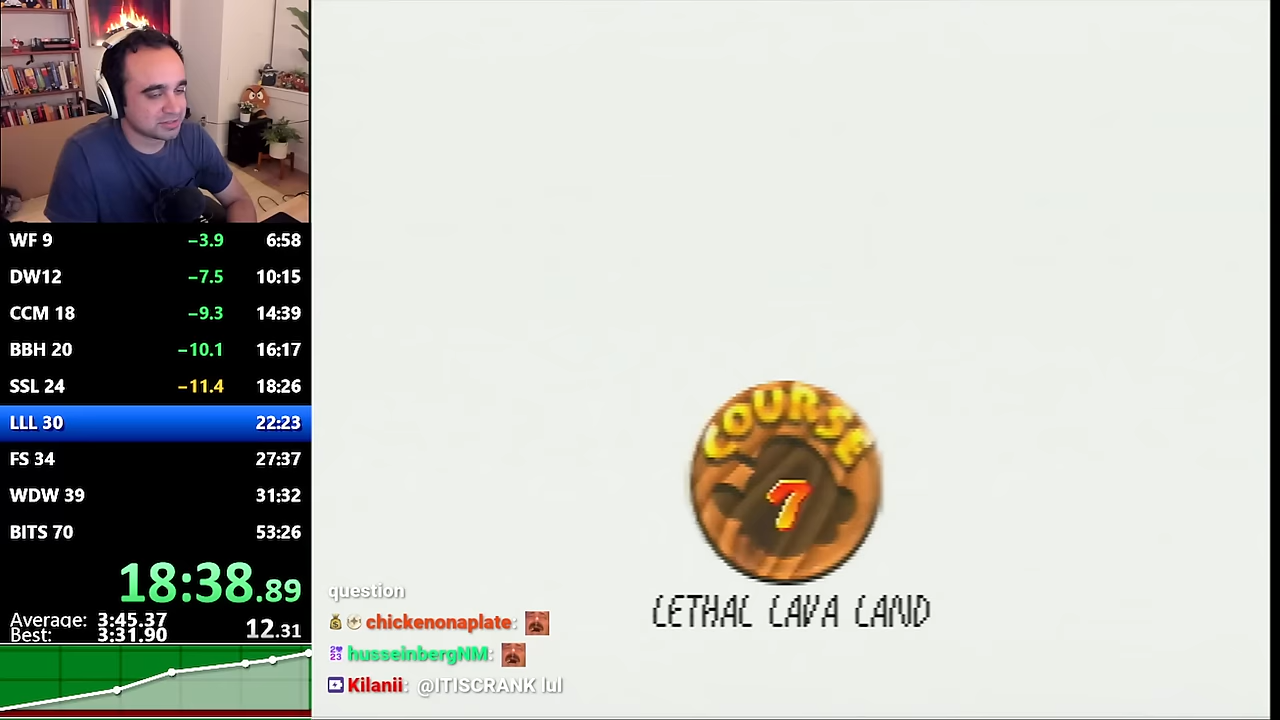 WF 9 −3.9 6:58
DW12 −7.5 10:15
CCM 18 −9.3 14:39
BBH 20 −10.1 16:17
SSL 24 −11.4 18:26
LLL 30 22:23
FS 34 27:37
WDW 39 31:32
BITS 70 53:26
18:38.89
Average: 3:45.37
Best: 3:31.90 12.31
COURSE
7
LETHAL LAVA LAND
question
chickenonaplate:
husseinbergNM:
Kilanii: @ITISCRANK lul